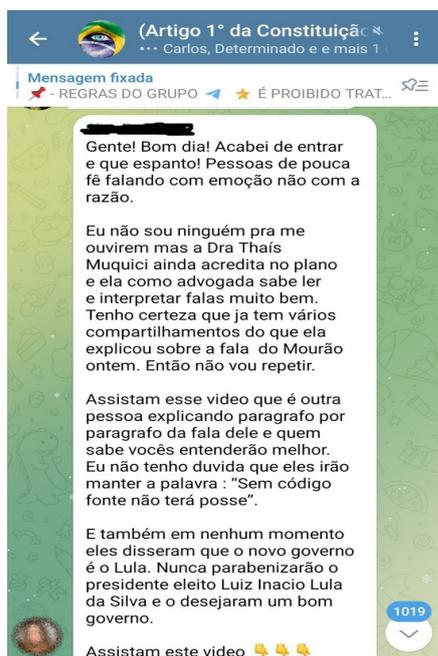 (Artigo 1° da Constituiçã
••• Carlos, Determinado e e mais 1
Mensagem fixada
📌 - REGRAS DO GRUPO ⭐ É PROIBIDO TRAT...
Gente! Bom dia! Acabei de entrar
e que espanto! Pessoas de pouca
fê falando com emoção não com a
razão.
Eu não sou ninguém pra me
ouvirem mas a Dra Thaís
Muquici ainda acredita no plano
e ela como advogada sabe ler
e interpretar falas muito bem.
Tenho certeza que ja tem vários
compartilhamentos do que ela
explicou sobre a fala do Mourão
ontem. Então não vou repetir.
Assistam esse video que é outra
pessoa explicando paragrafo por
paragrafo da fala dele e quem
sabe vocês entenderão melhor.
Eu não tenho duvida que eles irão
manter a palavra : “Sem código
fonte não terá posse”.
E também em nenhum momento
eles disseram que o novo governo
é o Lula. Nunca parabenizarão o
presidente eleito Luiz Inacio Lula
da Silva e o desejaram um bom
governo.
1019
Assistam este video 👇👇👇